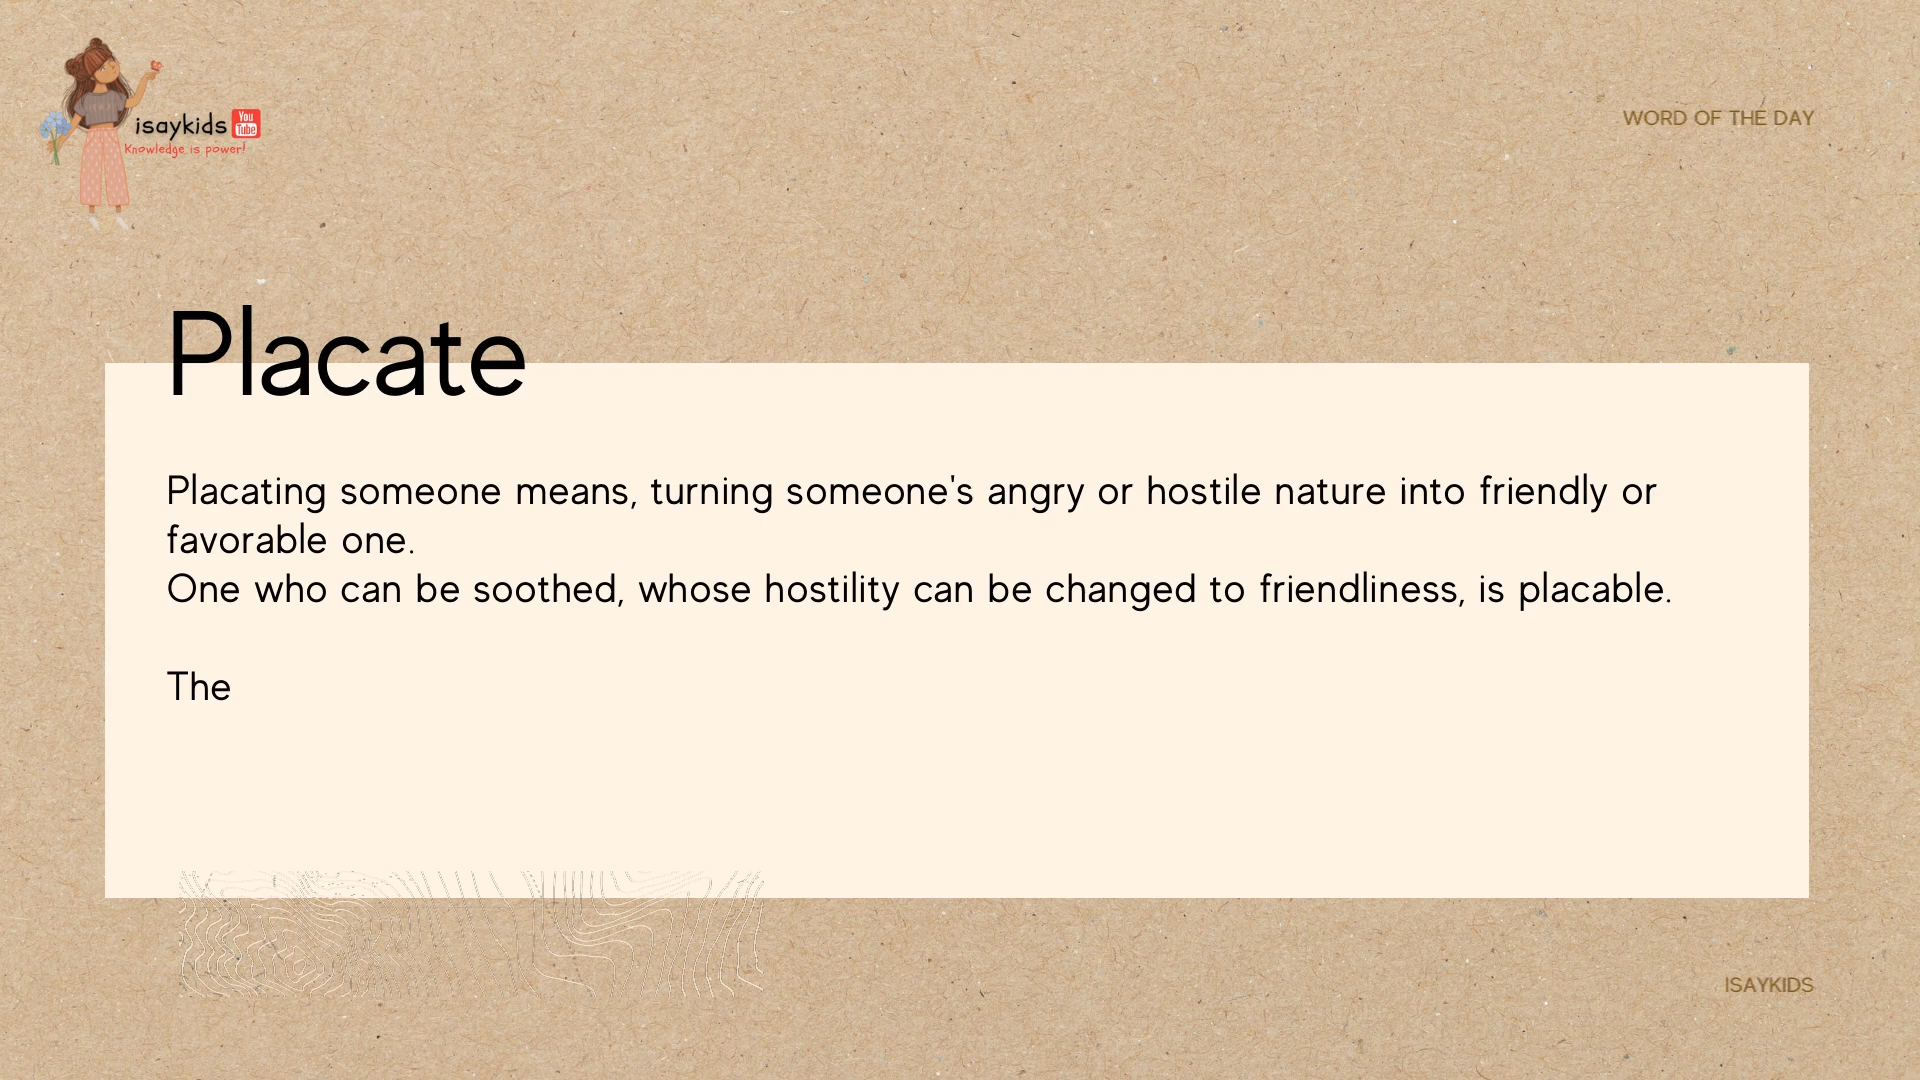 isaykids You Tube
Knowledge is power!
WORD OF THE DAY
Placate
Placating someone means, turning someone's angry or hostile nature into friendly or
favorable one.
One who can be soothed, whose hostility can be changed to friendliness, is placable.
The
ISAYKIDS